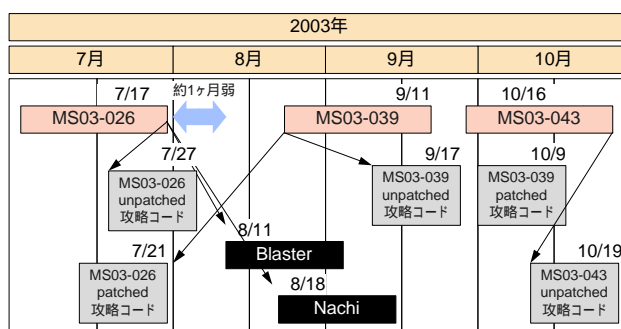 2003年
7月
8月
9月
10月
7/17
約1ヶ月弱
9/11
10/16
MS03-026
MS03-039
MS03-043
7/27
9/17
10/9
MS03-026
unpatched
攻略コード
MS03-039
unpatched
攻略コード
MS03-039
patched
攻略コード
8/11
Blaster
7/21
MS03-026
patched
攻略コード
8/18
Nachi
10/19
MS03-043
unpatched
攻略コード